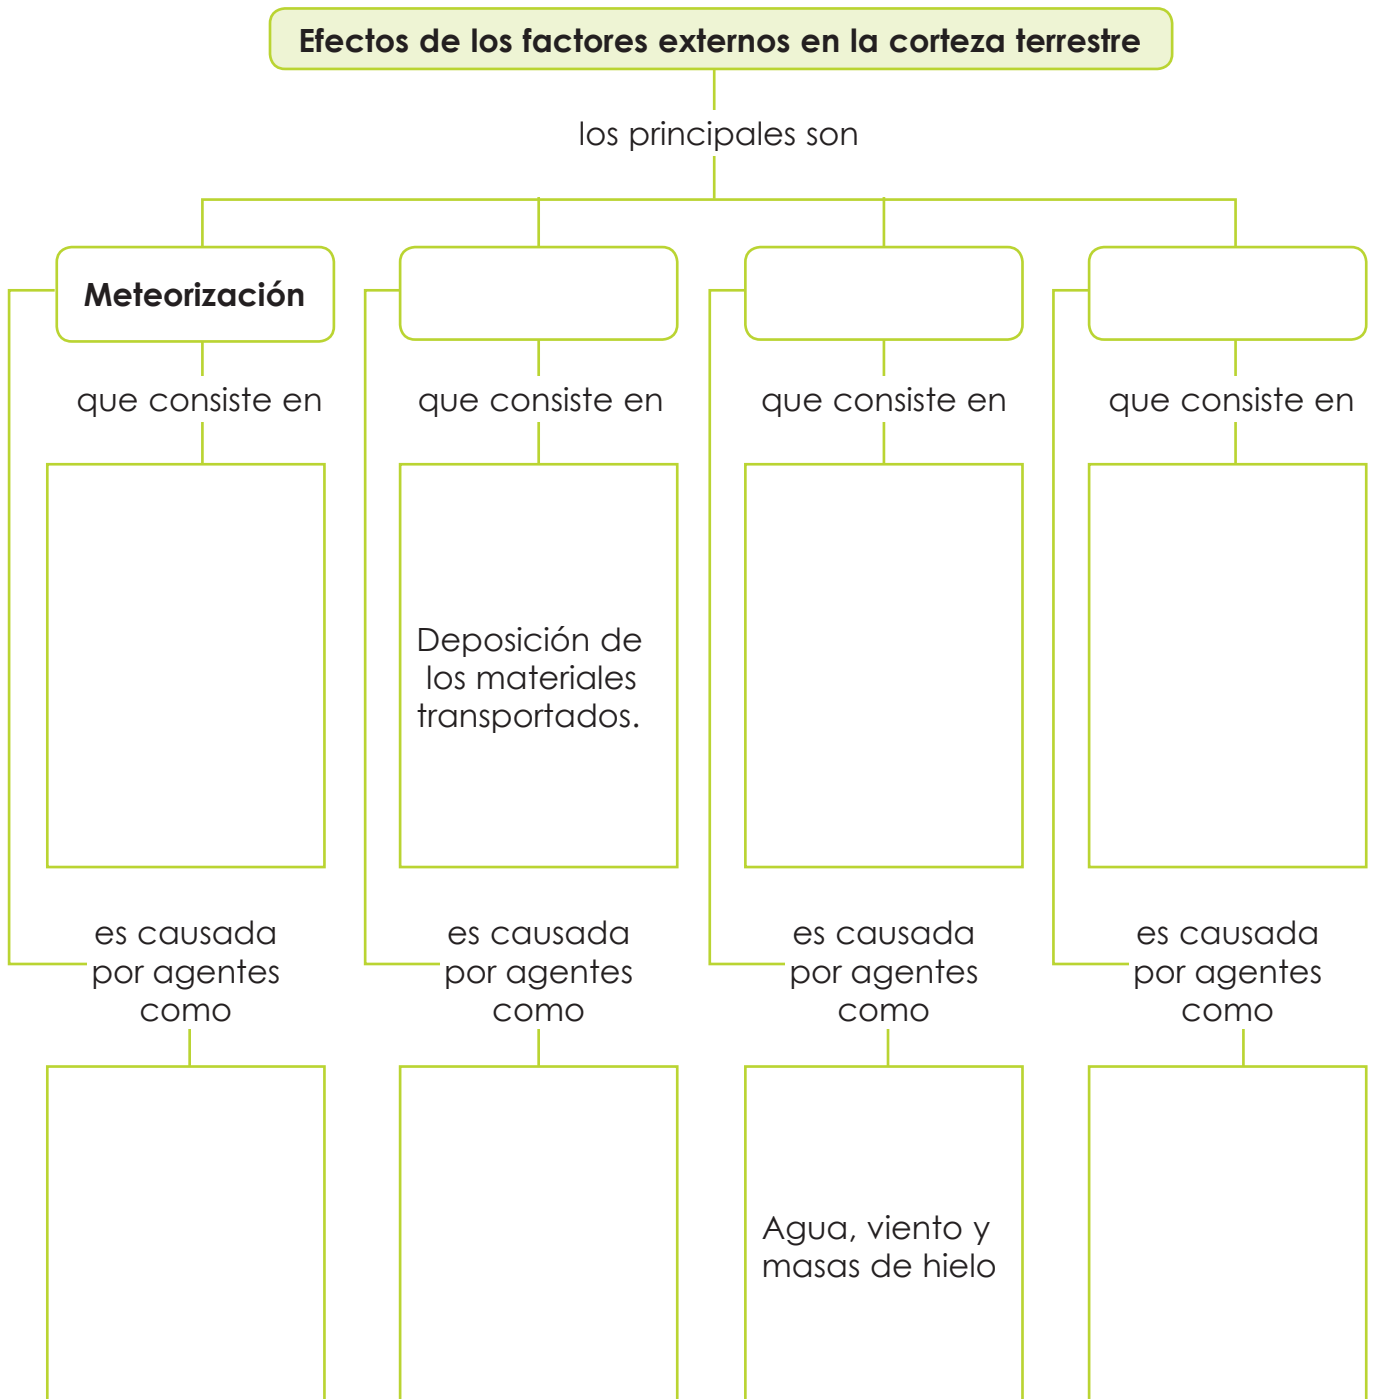 Efectos de los factores externos en la corteza terrestre
los principales son
Meteorización
que consiste en
que consiste en
que consiste en
que consiste en
Deposición de
los materiales
transportados.
es causada
por agentes
como
es causada
por agentes
como
es causada
por agentes
como
es causada
por agentes
como
Agua, viento y
masas de hielo